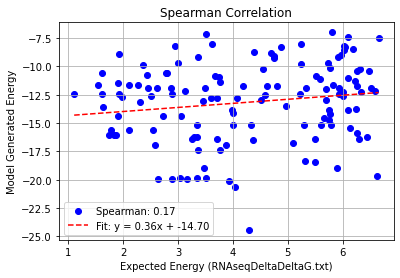 Spearman Correlation
−7.5
−10.0
−12.5
−15.0
−17.5
−20.0
−22.5
−25.0
Model Generated Energy
Spearman: 0.17
Fit: y = 0.36x + -14.70
1 2 3 4 5 6
Expected Energy (RNAseqDeltaDeltaG.txt)